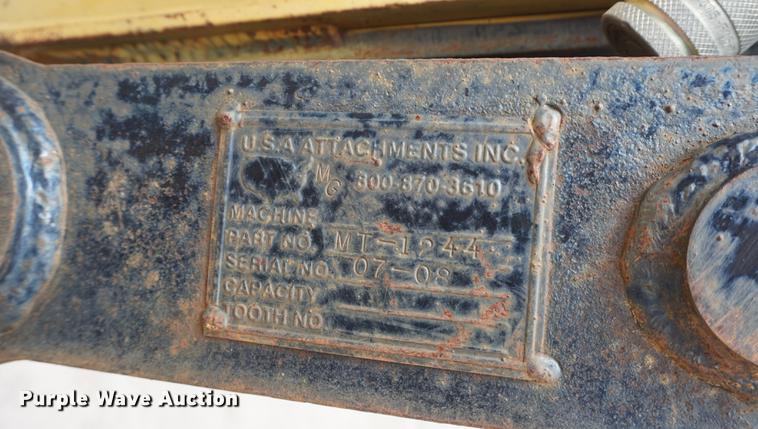 U.S.A ATTACHMENTS INC.
MG 800-870-3610
MACHINE
PART NO. MT-1244
SERIAL NO. 07-08
CAPACITY
TOOTH NO.
Purple Wave Auction